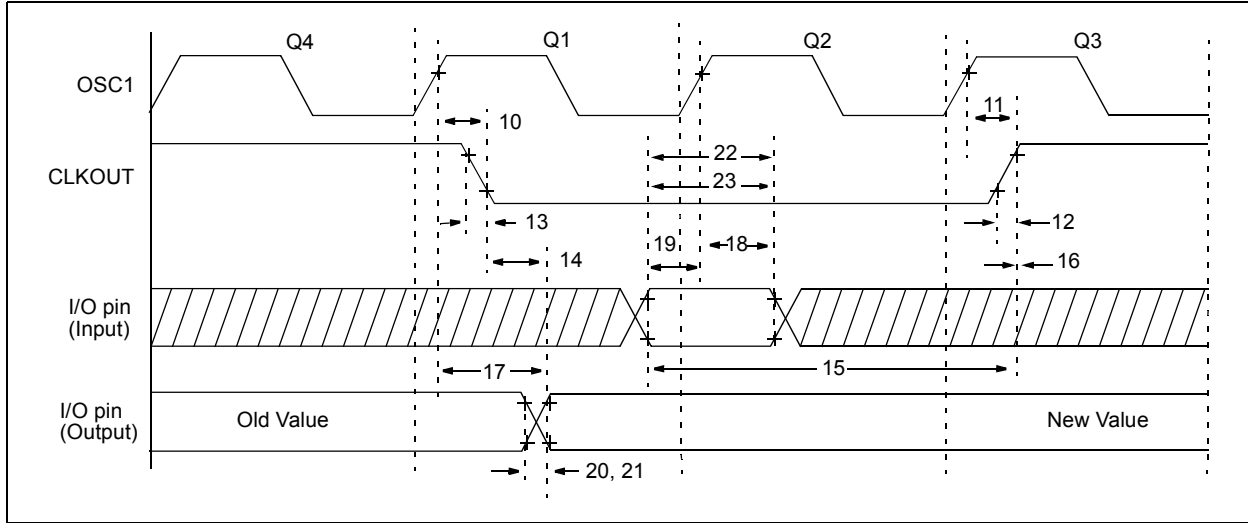 Q4
Q1
Q2
Q3
OSC1
10
11
22
CLKOUT
23
13
12
19
18
14
16
I/O pin
(Input)
17
15
I/O pin
(Output)
Old Value
New Value
20, 21